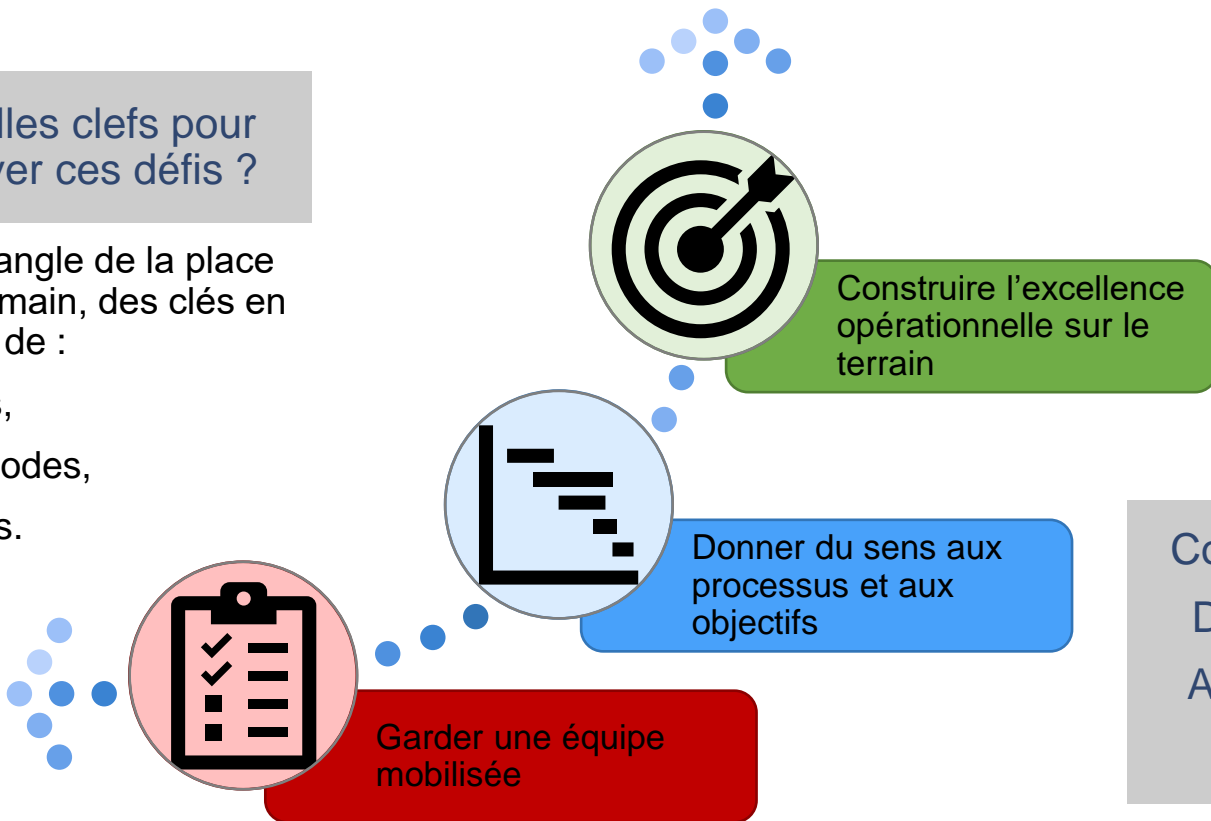 lles clefs pour
ver ces défis ?
angle de la place
main, des clés en
de :
odes,
s.
Construire l’excellence
opérationnelle sur le
terrain
Donner du sens aux
processus et aux
objectifs
Garder une équipe
mobilisée
Co
D
A